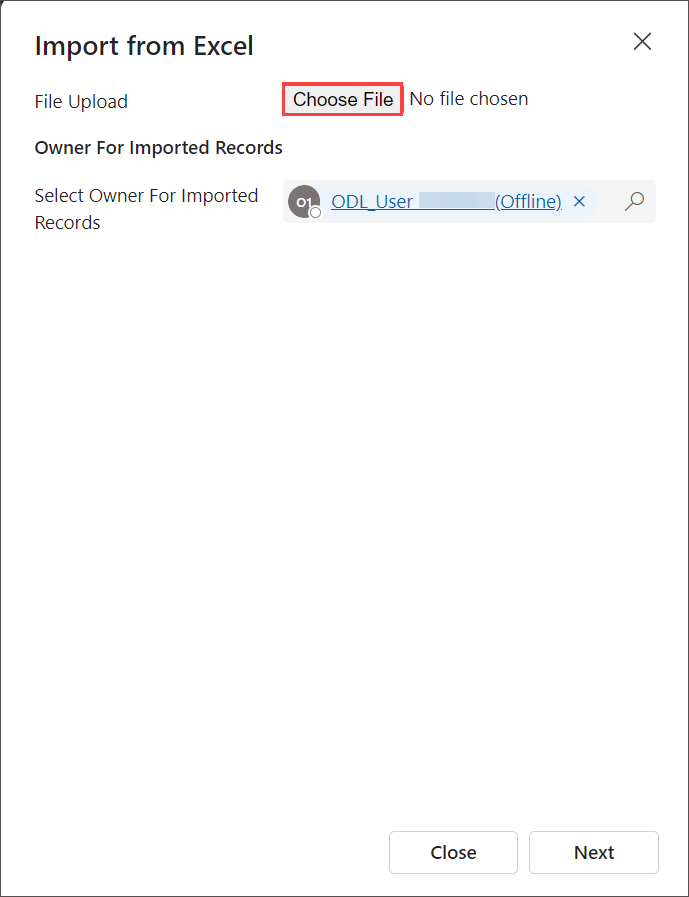 Import from Excel
File Upload
Choose File No file chosen
Owner For Imported Records
Select Owner For Imported
Records
O1 ODL_User (Offline)
Close
Next